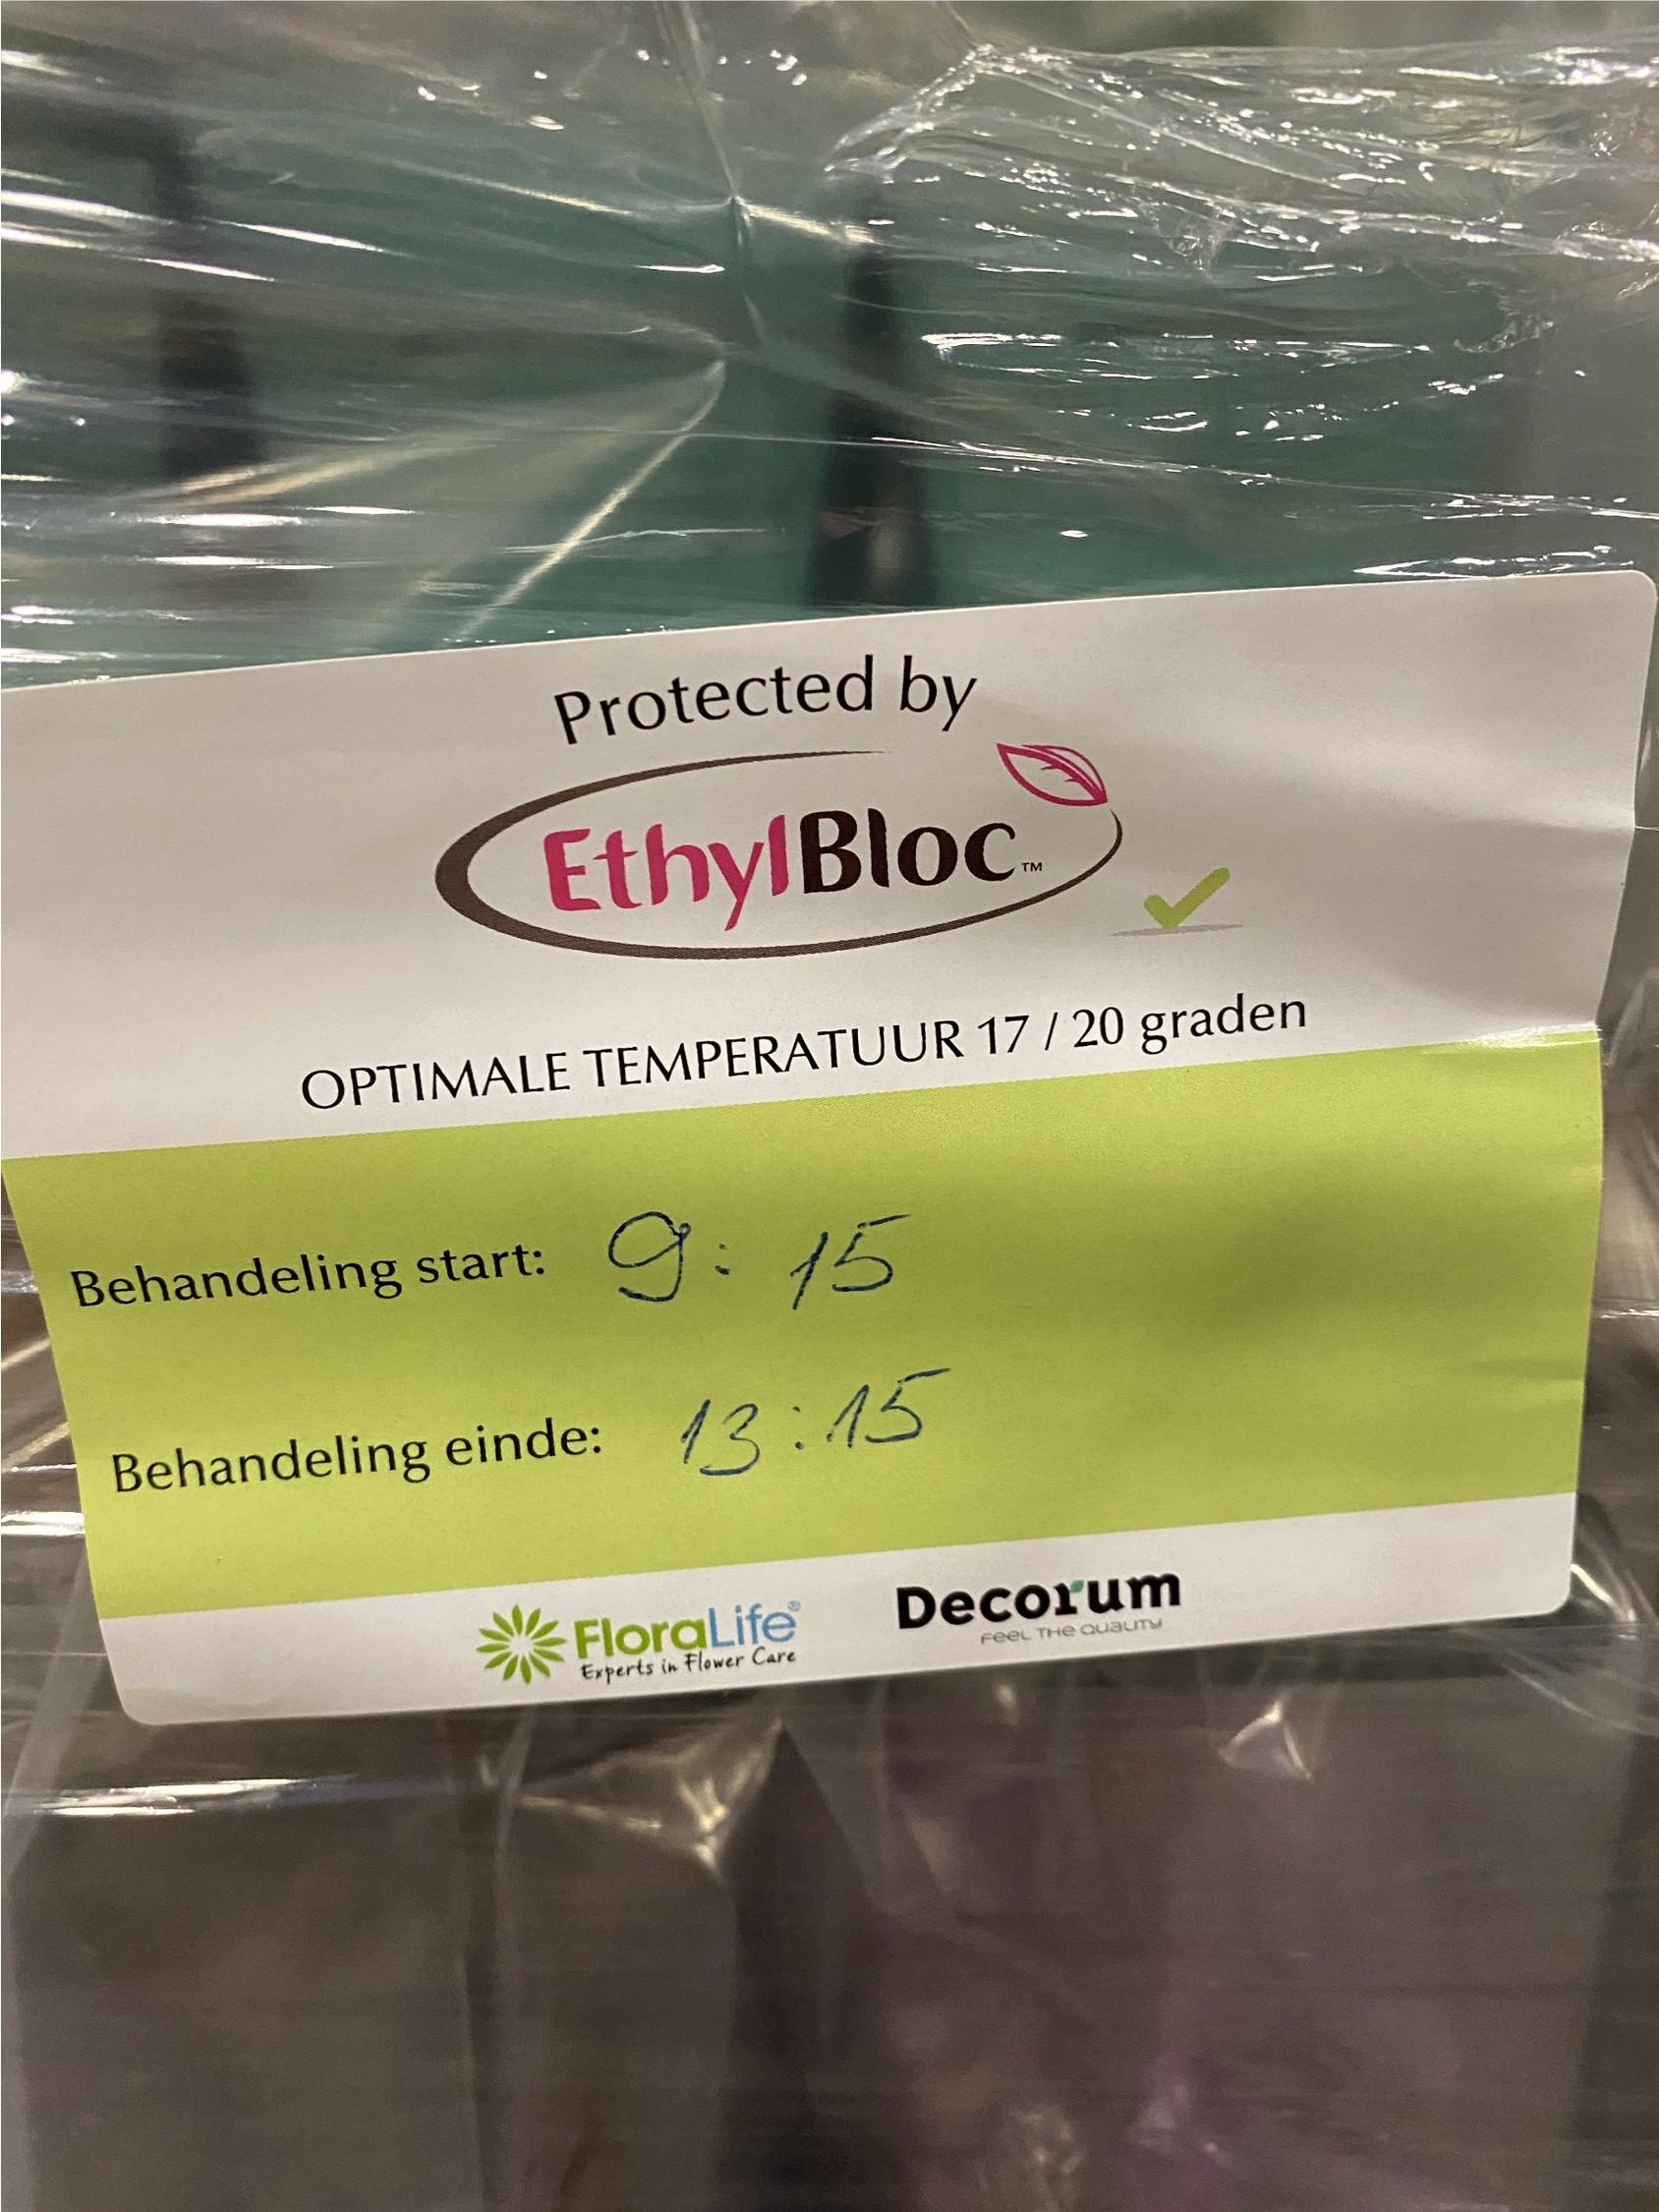 Protected by
EthylBloc™
OPTIMALE TEMPERATUUR 17 / 20 graden
Behandeling start: 9:15
Behandeling einde: 13:15
FloraLife®
Experts in Flower Care
Decorum
FEEL THE QUALITY